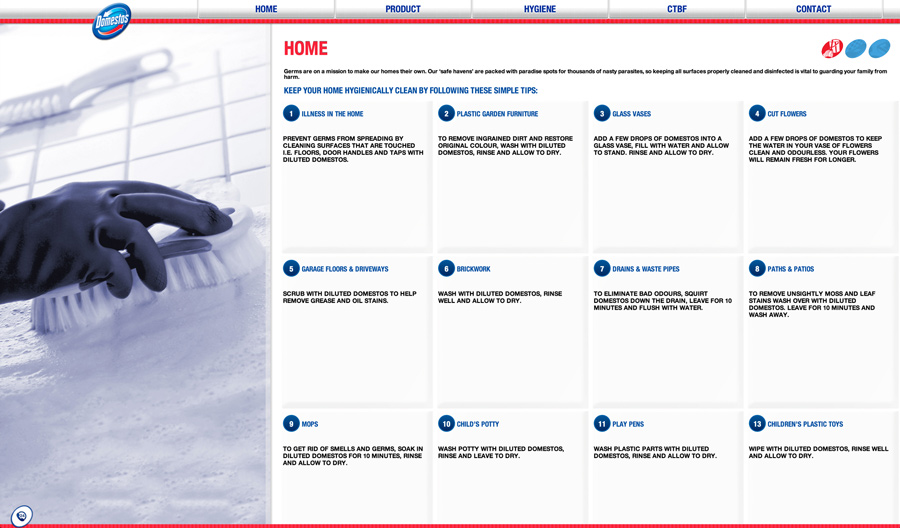 HOME
PRODUCT
HYGIENE
CTBF
CONTACT
Domestos
HOME
Germs are on a mission to make our homes their own. Our 'safe havens' are packed with paradise spots for thousands of nasty parasites, so keeping all surfaces properly cleaned and disinfected is vital to guarding your family from
harm.
KEEP YOUR HOME HYGIENICALLY CLEAN BY FOLLOWING THESE SIMPLE TIPS:
1 ILLNESS IN THE HOME
PREVENT GERMS FROM SPREADING BY
CLEANING SURFACES THAT ARE TOUCHED
I.E. FLOORS, DOOR HANDLES AND TAPS WITH
DILUTED DOMESTOS.
2 PLASTIC GARDEN FURNITURE
TO REMOVE INGRAINED DIRT AND RESTORE
ORIGINAL COLOUR, WASH WITH DILUTED
DOMESTOS, RINSE AND ALLOW TO DRY.
3 GLASS VASES
ADD A FEW DROPS OF DOMESTOS INTO A
GLASS VASE, FILL WITH WATER AND ALLOW
TO STAND. RINSE AND ALLOW TO DRY.
4 CUT FLOWERS
ADD A FEW DROPS OF DOMESTOS TO KEEP
THE WATER IN YOUR VASE OF FLOWERS
CLEAN AND ODOURLESS. YOUR FLOWERS
WILL REMAIN FRESH FOR LONGER.
5 GARAGE FLOORS & DRIVEWAYS
SCRUB WITH DILUTED DOMESTOS TO HELP
REMOVE GREASE AND OIL STAINS.
6 BRICKWORK
WASH WITH DILUTED DOMESTOS, RINSE
WELL AND ALLOW TO DRY.
7 DRAINS & WASTE PIPES
TO ELIMINATE BAD ODOURS, SQUIRT
DOMESTOS DOWN THE DRAIN, LEAVE FOR 10
MINUTES AND FLUSH WITH WATER.
8 PATHS & PATIOS
TO REMOVE UNSIGHTLY MOSS AND LEAF
STAINS WASH OVER WITH DILUTED
DOMESTOS. LEAVE FOR 10 MINUTES AND
WASH AWAY.
9 MOPS
TO GET RID OF SMELLS AND GERMS, SOAK IN
DILUTED DOMESTOS FOR 10 MINUTES, RINSE
AND ALLOW TO DRY.
10 CHILD'S POTTY
WASH POTTY WITH DILUTED DOMESTOS,
RINSE AND LEAVE TO DRY.
11 PLAY PENS
WASH PLASTIC PARTS WITH DILUTED
DOMESTOS, RINSE AND ALLOW TO DRY.
13 CHILDREN'S PLASTIC TOYS
WIPE WITH DILUTED DOMESTOS, RINSE WELL
AND ALLOW TO DRY.